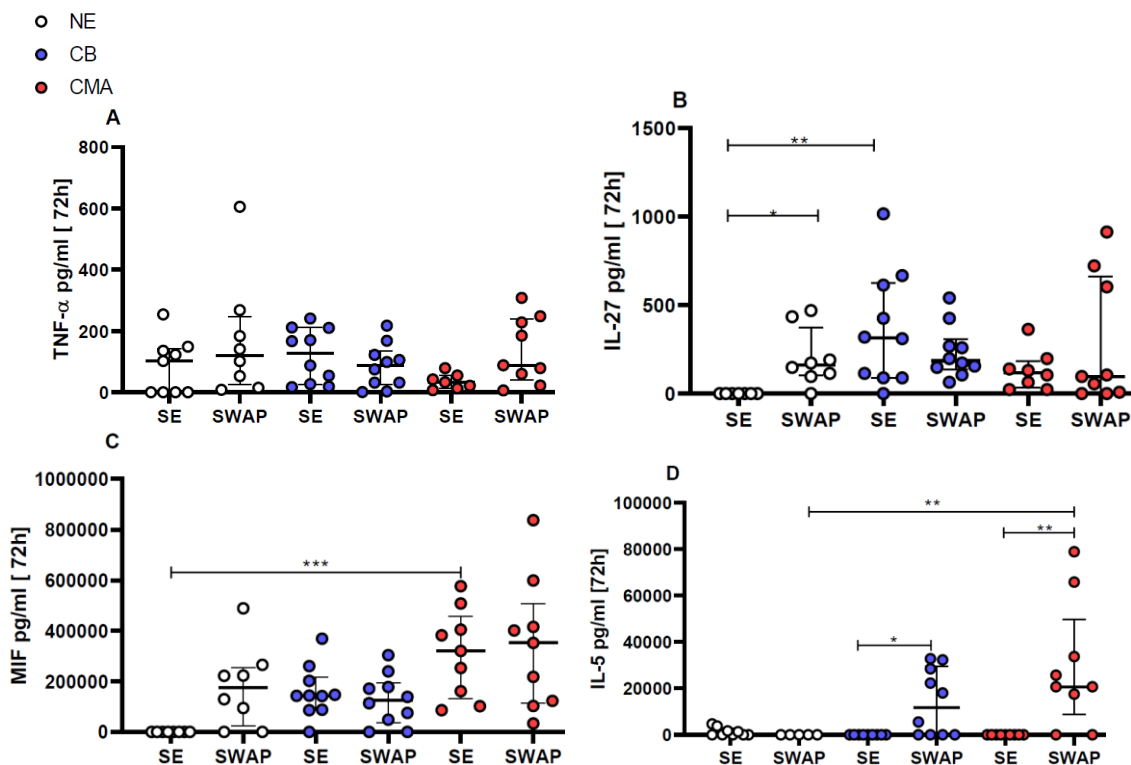 NE
CB
CMA
A
TNF-α pg/ml [ 72h]
800
600
400
200
0
SE SWAP SE SWAP SE SWAP
B
IL-27 pg/ml [ 72h]
1500
1000
500
0
**
*
SE SWAP SE SWAP SE SWAP
C
MIF pg/ml [ 72h]
1000000
800000
600000
400000
200000
0
***
SE SWAP SE SWAP SE SWAP
D
IL-5 pg/ml [72h]
100000
80000
60000
40000
20000
0
**
**
*
SE SWAP SE SWAP SE SWAP